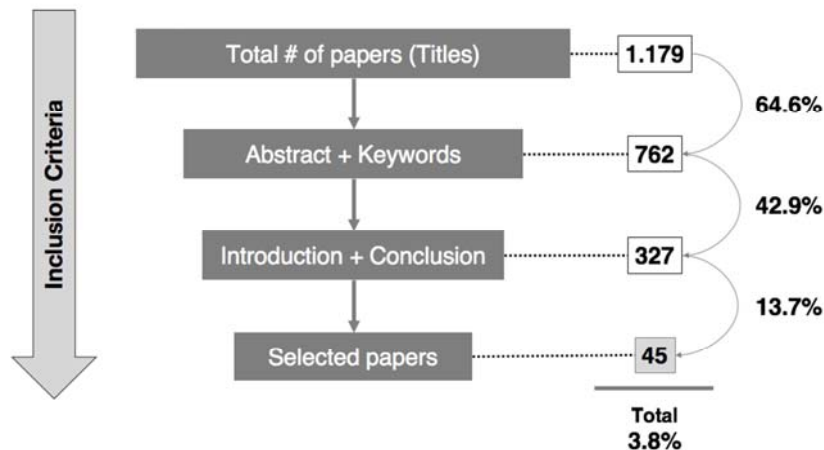 Inclusion Criteria
Total # of papers (Titles)
1.179
64.6%
Abstract + Keywords
762
42.9%
Introduction + Conclusion
327
13.7%
Selected papers
45
Total
3.8%